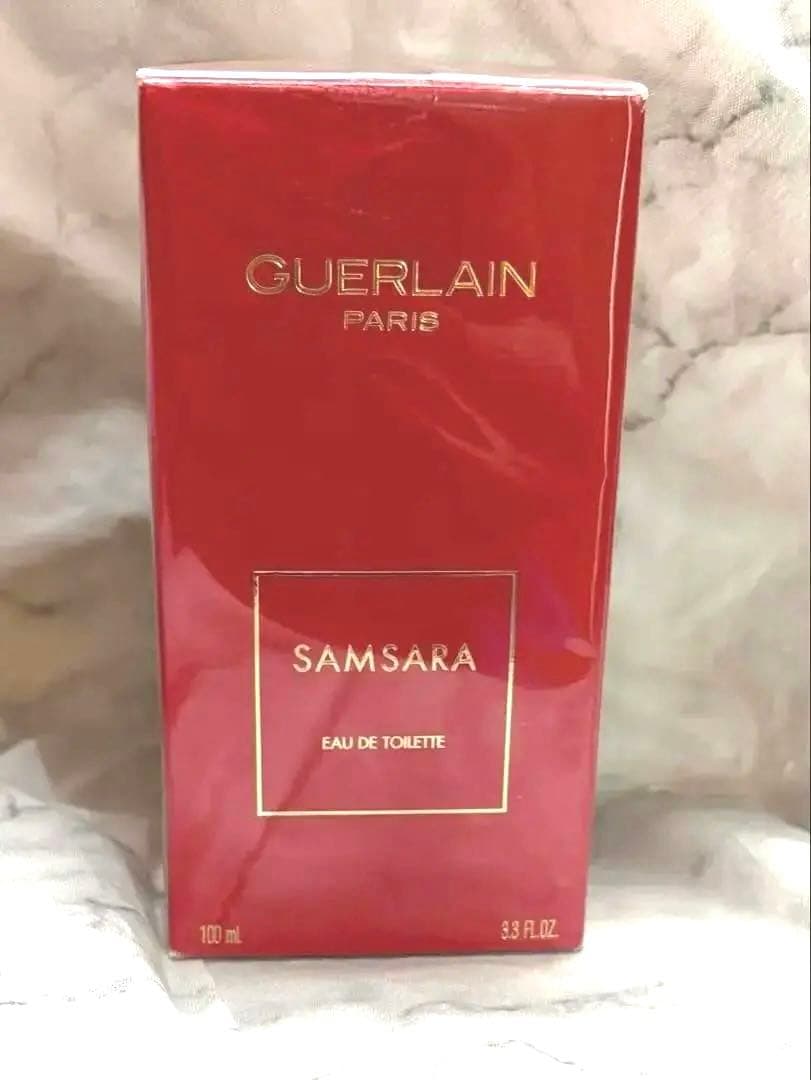 GUERLAIN
PARIS
SAMSARA
EAU DE TOILETTE
100 ml. 3.3 FL.OZ.